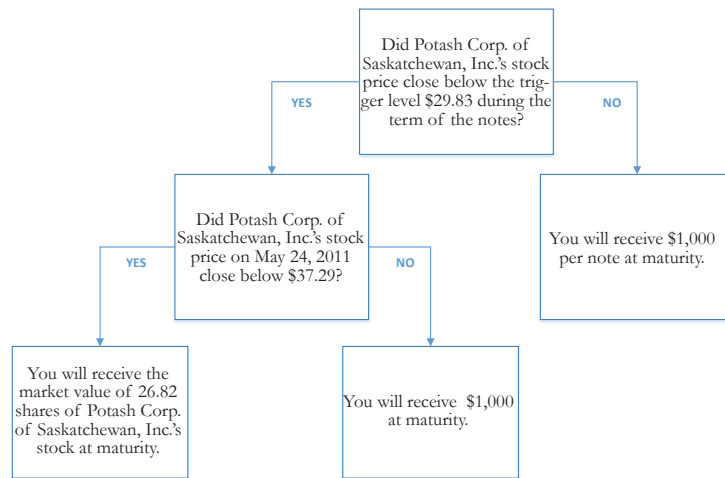 Did Potash Corp. of
Saskatchewan, Inc.'s stock
price close below the trig-
ger level $29.83 during the
term of the notes?
YES
NO
Did Potash Corp. of
Saskatchewan, Inc.'s stock
price on May 24, 2011
close below $37.29?
You will receive $1,000
per note at maturity.
YES
NO
You will receive the
market value of 26.82
shares of Potash Corp.
of Saskatchewan, Inc.'s
stock at maturity.
You will receive $1,000
at maturity.